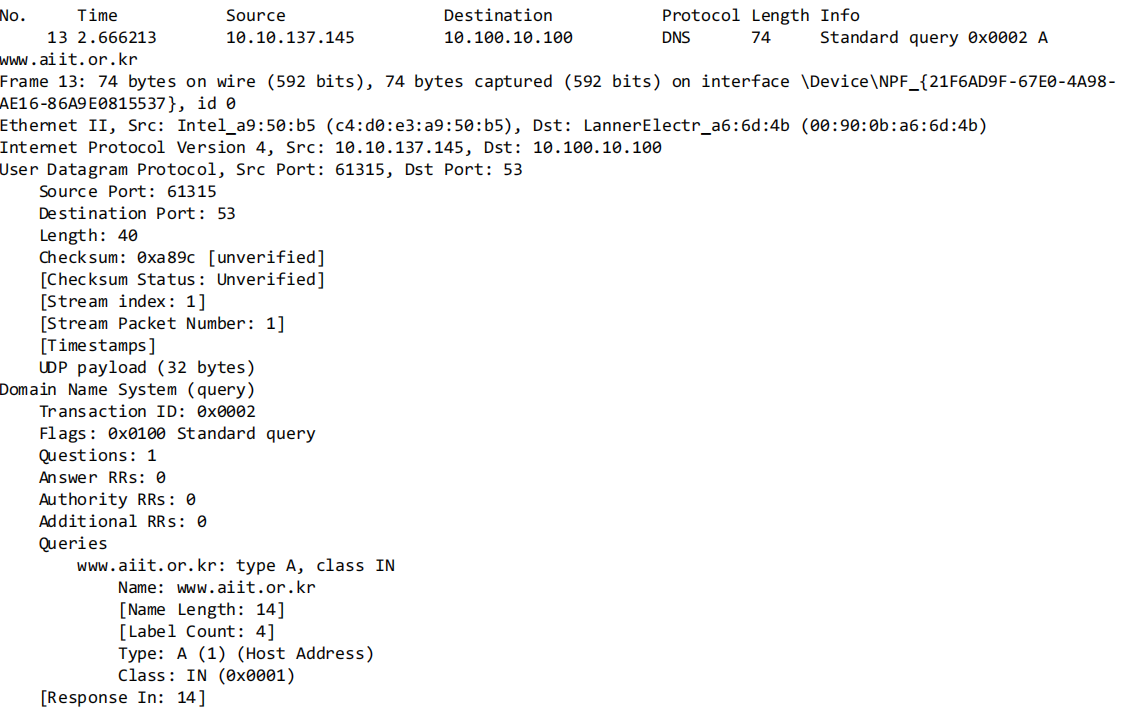 No. Time Source Destination Protocol Length Info
13 2.666213 10.10.137.145 10.100.10.100 DNS 74 Standard query 0x0002 A
www.aiit.or.kr
Frame 13: 74 bytes on wire (592 bits), 74 bytes captured (592 bits) on interface \Device\NPF_{21F6AD9F-67E0-4A98-
AE16-86A9E0815537}, id 0
Ethernet II, Src: Intel_a9:50:b5 (c4:d0:e3:a9:50:b5), Dst: LannerElectr_a6:6d:4b (00:90:0b:a6:6d:4b)
Internet Protocol Version 4, Src: 10.10.137.145, Dst: 10.100.10.100
User Datagram Protocol, Src Port: 61315, Dst Port: 53
Source Port: 61315
Destination Port: 53
Length: 40
Checksum: 0xa89c [unverified]
[Checksum Status: Unverified]
[Stream index: 1]
[Stream Packet Number: 1]
[Timestamps]
UDP payload (32 bytes)
Domain Name System (query)
Transaction ID: 0x0002
Flags: 0x0100 Standard query
Questions: 1
Answer RRs: 0
Authority RRs: 0
Additional RRs: 0
Queries
www.aiit.or.kr: type A, class IN
Name: www.aiit.or.kr
[Name Length: 14]
[Label Count: 4]
Type: A (1) (Host Address)
Class: IN (0x0001)
[Response In: 14]